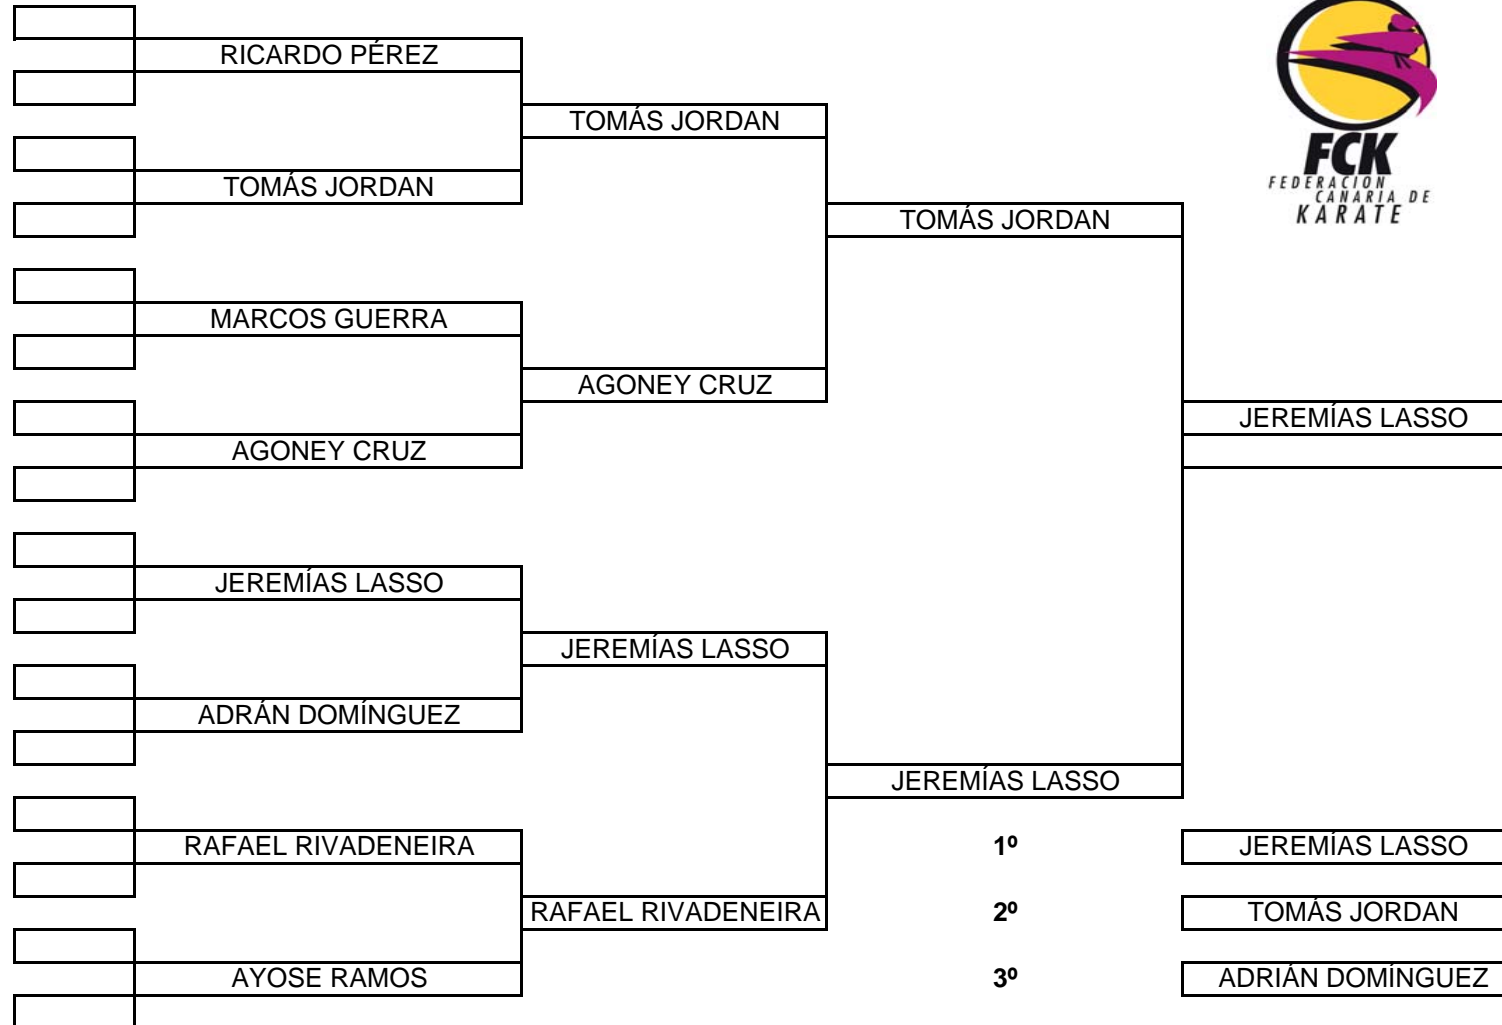 RICARDO PÉREZ
TOMÁS JORDAN
TOMÁS JORDAN
TOMÁS JORDAN
MARCOS GUERRA
AGONEY CRUZ
AGONEY CRUZ
JEREMÍAS LASSO
JEREMÍAS LASSO
JEREMÍAS LASSO
ADRÁN DOMÍNGUEZ
JEREMÍAS LASSO
RAFAEL RIVADENEIRA
RAFAEL RIVADENEIRA
AYOSE RAMOS
1º JEREMÍAS LASSO
2º TOMÁS JORDAN
3º ADRIÁN DOMÍNGUEZ
FCK
FEDERACION
CANARIA DE
KARATE